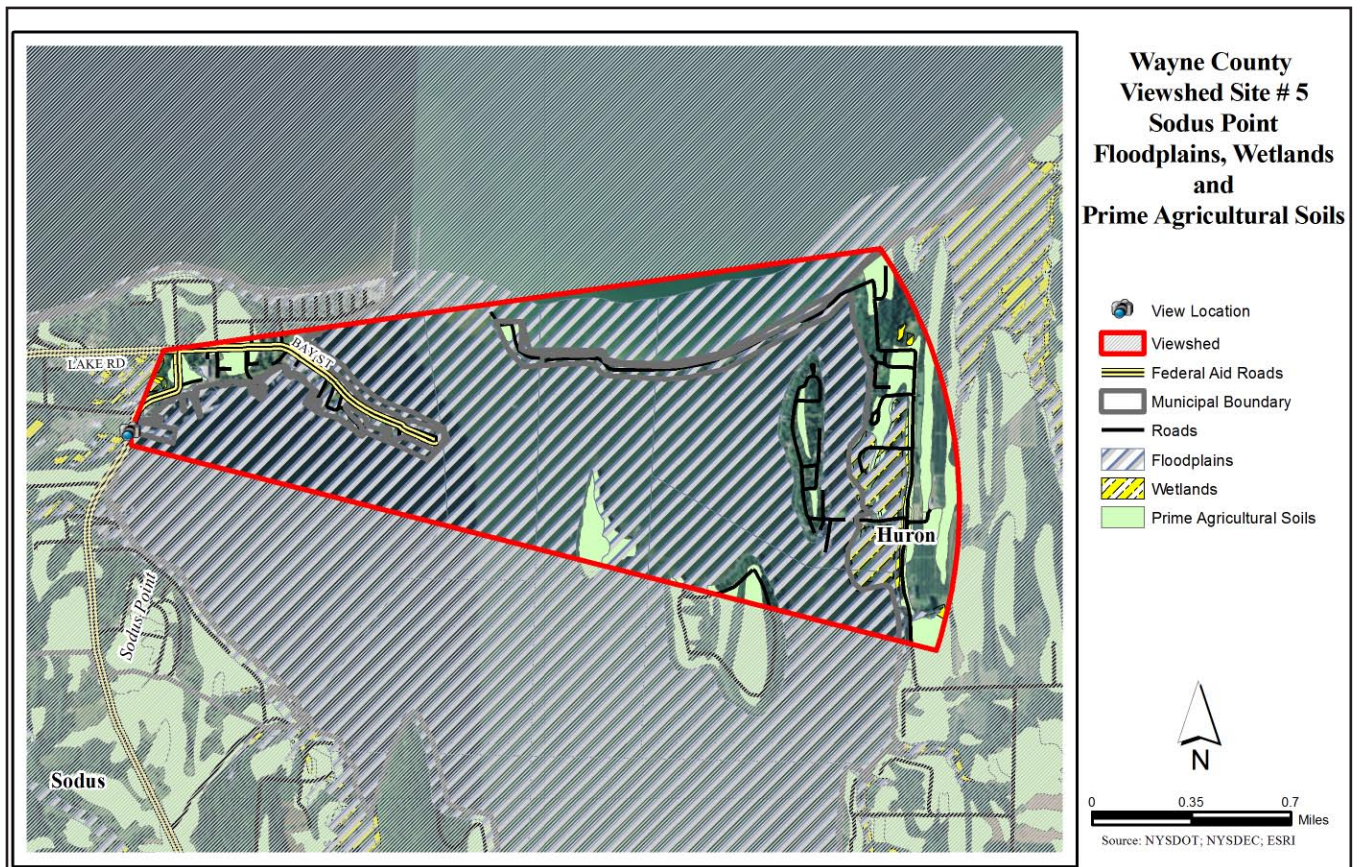 Wayne County
Viewshed Site # 5
Sodus Point
Floodplains, Wetlands
and
Prime Agricultural Soils
View Location
Viewshed
Federal Aid Roads
Municipal Boundary
Roads
Floodplains
Wetlands
Prime Agricultural Soils
N
0 0.35 0.7
Miles
Source: NYSDOT; NYSDEC; ESRI
LAKE RD
BAY ST
Huron
Sodus Point
Sodus